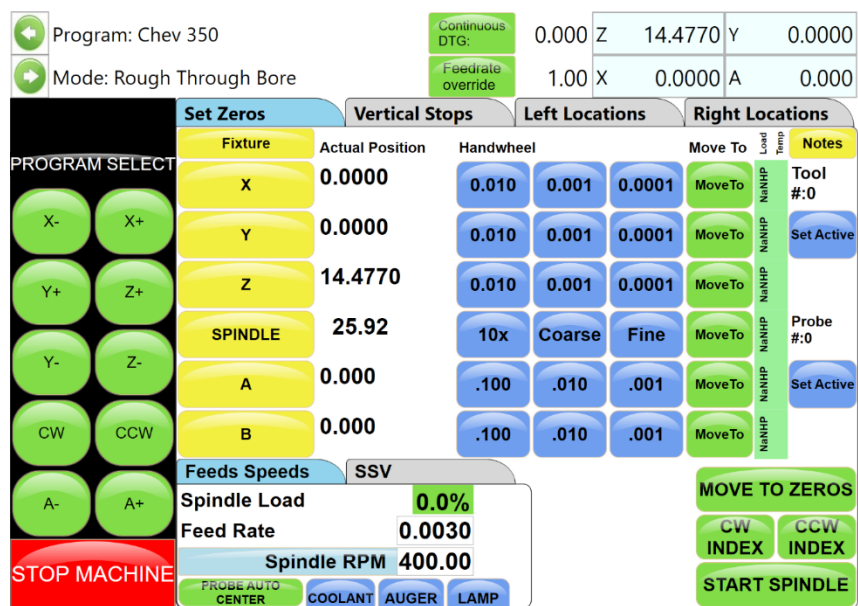 Program: Chev 350
Continuous DTG:
0.000 Z 14.4770 Y 0.0000
Mode: Rough Through Bore
Feedrate override
1.00 X 0.0000 A 0.000
Set Zeros Vertical Stops Left Locations Right Locations
Fixture Actual Position Handwheel Move To Load Temp Notes
PROGRAM SELECT
X 0.0000 0.010 0.001 0.0001 MoveTo NaNHP Tool #:0
X- X+
Y 0.0000 0.010 0.001 0.0001 MoveTo NaNHP Set Active
Y+ Z+
Z 14.4770 0.010 0.001 0.0001 MoveTo NaNHP
SPINDLE 25.92 10x Coarse Fine MoveTo NaNHP Probe #:0
Y- Z-
A 0.000 .100 .010 .001 MoveTo NaNHP Set Active
CW CCW
B 0.000 .100 .010 .001 MoveTo NaNHP
Feeds Speeds SSV
A- A+
Spindle Load 0.0%
MOVE TO ZEROS
Feed Rate 0.0030
CW INDEX CCW INDEX
STOP MACHINE
Spindle RPM 400.00
START SPINDLE
PROBE AUTO CENTER COOLANT AUGER LAMP